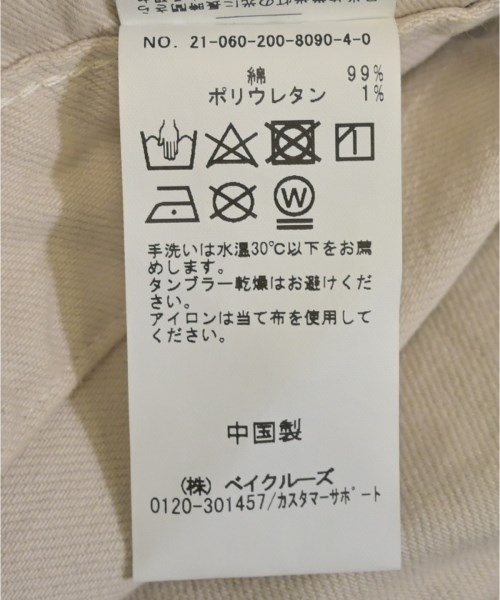 NO. 21-060-200-8090-4-0
綿 99%
ポリウレタン 1%
W
手洗いは水温30℃以下をお薦
めします。
タンブラー乾燥はお避けくだ
さい。
アイロンは当て布を使用して
ください。
中国製
(株) ベイクルーズ
0120-301457/カスタマーサポート